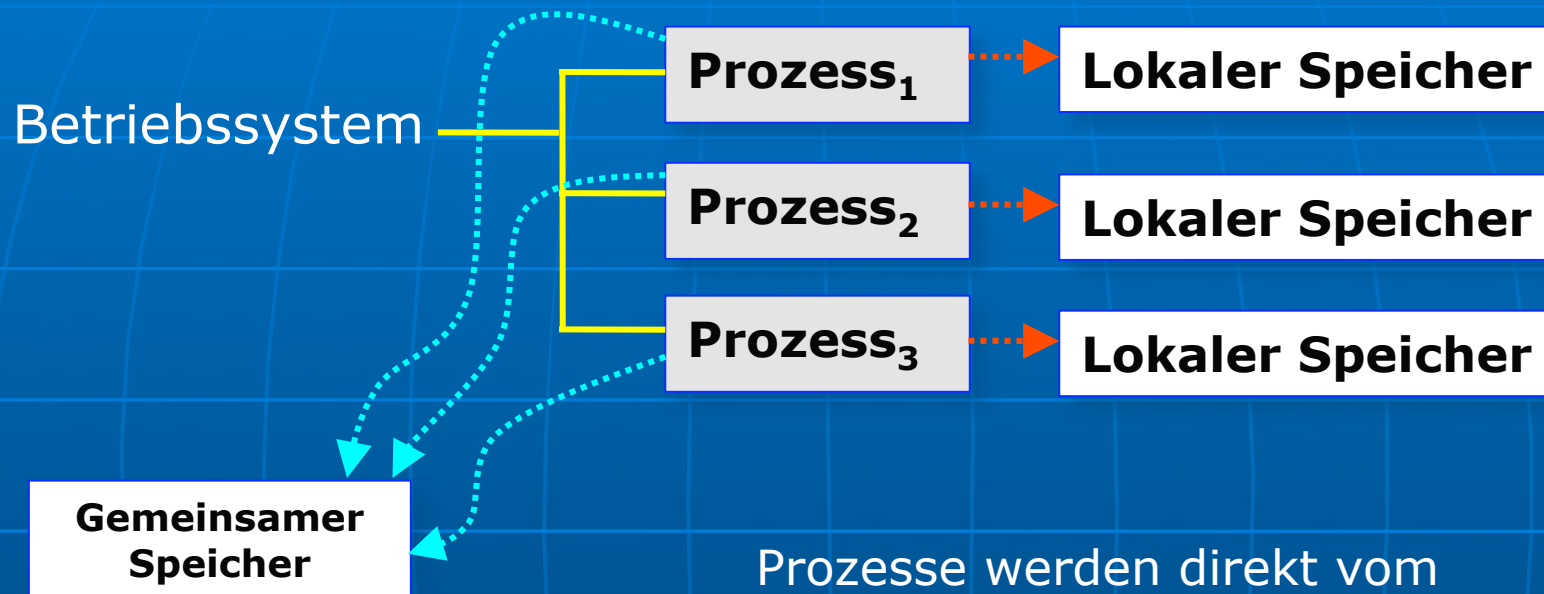 Betriebssystem
Prozess₁
Lokaler Speicher
Prozess₂
Lokaler Speicher
Prozess₃
Lokaler Speicher
Gemeinsamer
Speicher
Prozesse werden direkt vom